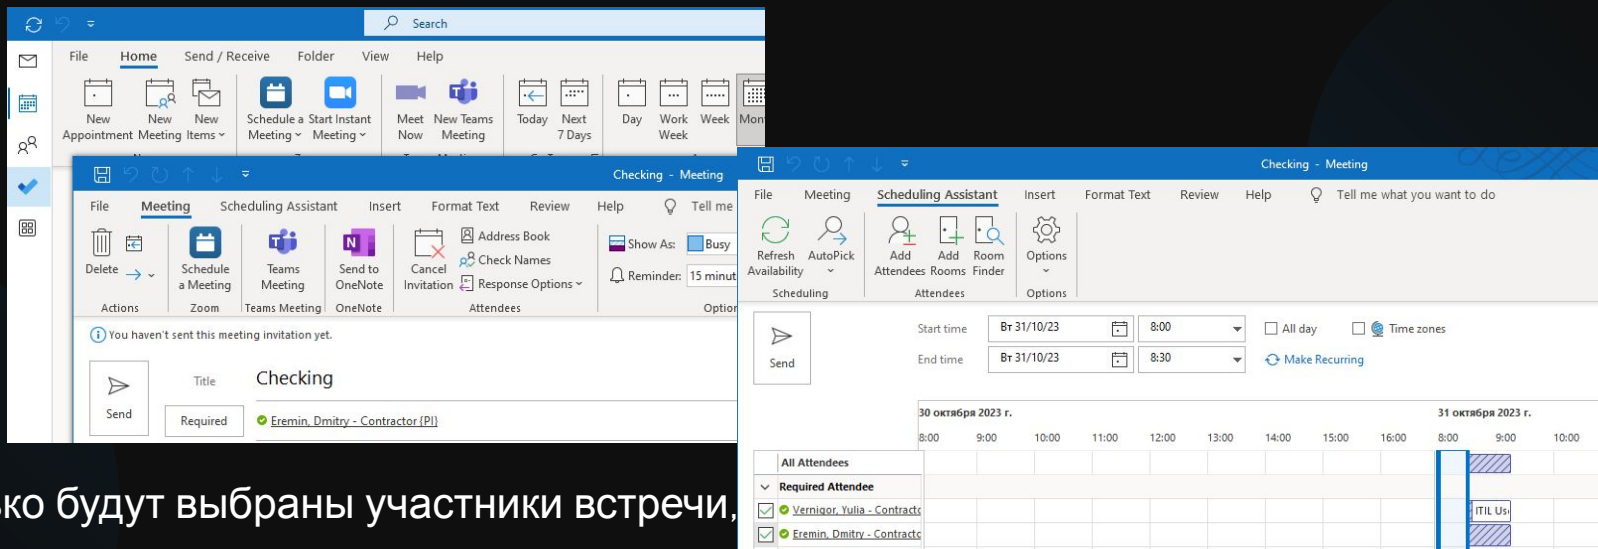 Search
File Home Send / Receive Folder View Help
New Appointment
New Meeting
New Items
Schedule a Meeting
Start Instant Meeting
Meet Now
New Teams Meeting
Today
Next 7 Days
Day
Work Week
Week
Checking - Meeting
File Meeting Scheduling Assistant Insert Format Text Review Help Tell me
Delete
Schedule a Meeting
Teams Meeting
Send to OneNote
Cancel Invitation
Address Book
Check Names
Response Options
Show As: Busy
Reminder: 15 minut
Actions Zoom Teams Meeting OneNote Attendees Option
You haven't sent this meeting invitation yet.
Send
Title Checking
Required Eremin, Dmitry - Contractor {PI}
ко будут выбраны участники встречи,
Checking - Meeting
File Meeting Scheduling Assistant Insert Format Text Review Help Tell me what you want to do
Refresh Availability
AutoPick
Add Attendees
Add Rooms
Room Finder
Options
Scheduling Attendees Options
Send
Start time Вт 31/10/23 8:00 All day Time zones
End time Вт 31/10/23 8:30 Make Recurring
30 октября 2023 г. 31 октября 2023 г.
8:00 9:00 10:00 11:00 12:00 13:00 14:00 15:00 16:00 8:00 9:00 10:00
All Attendees
Required Attendee
Vernigor, Yulia - Contracto ITIL Us
Eremin, Dmitry - Contracto